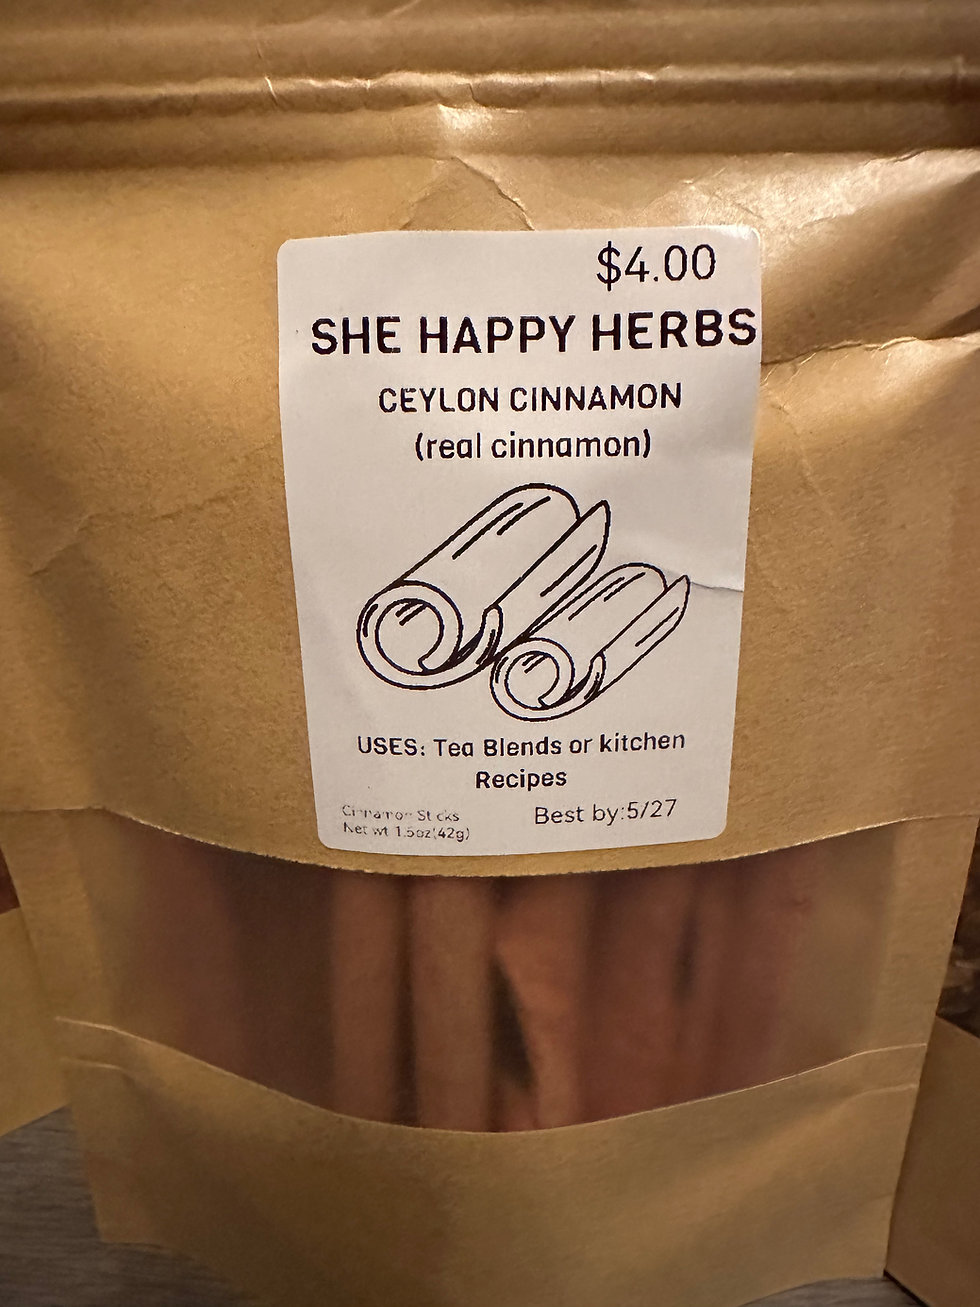 $4.00
SHE HAPPY HERBS
CEYLON CINNAMON
(real cinnamon)
USES: Tea Blends or kitchen
Recipes
Cinnamon Sticks
Net wt 1.5oz(42g)
Best by:5/27